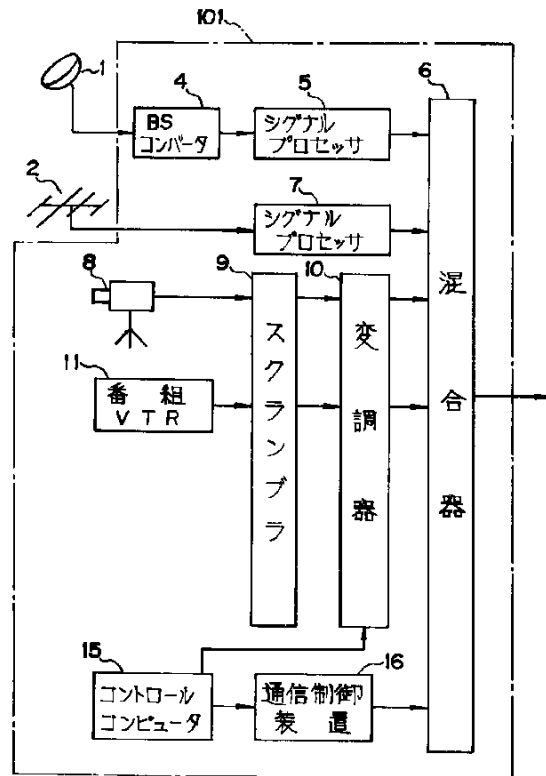 101
1
4
5
6
BS
コンバータ
シグナル
プロセッサ
2
7
シグナル
プロセッサ
8
9
10
混合器
スクランブラ
変調器
11
番組
VTR
15
16
コントロール
コンピュータ
通信制御
装置